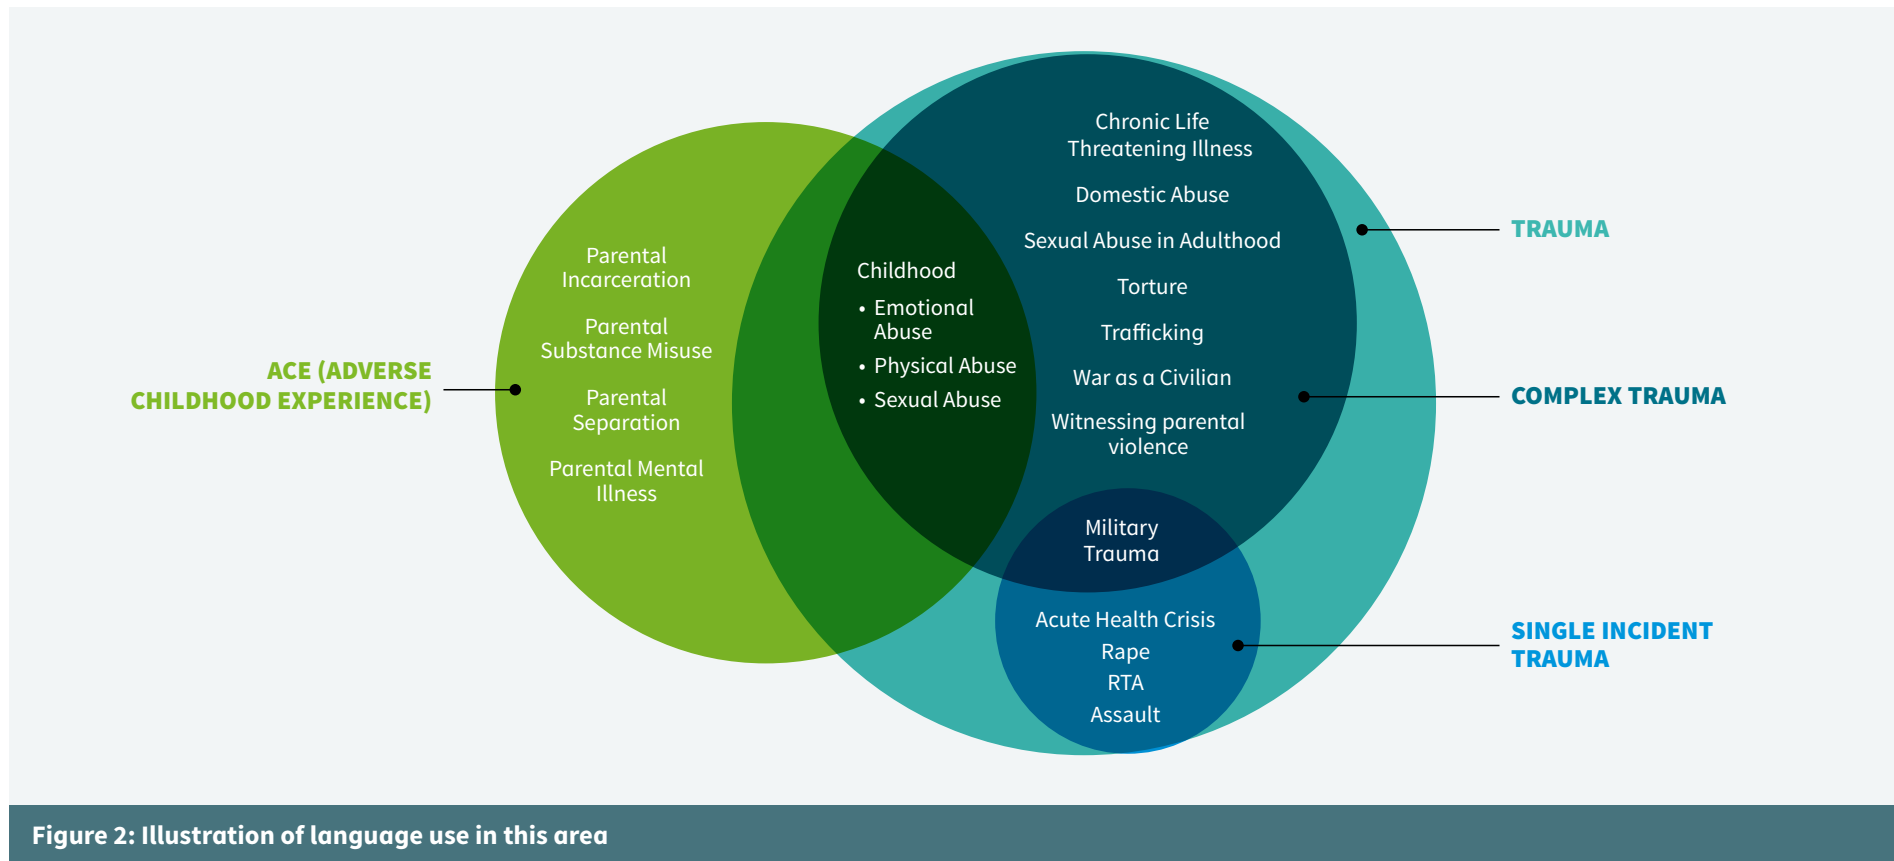 ACE (ADVERSE
CHILDHOOD EXPERIENCE)
Parental
Incarceration
Parental
Substance Misuse
Parental
Separation
Parental Mental
Illness
Childhood
• Emotional
Abuse
• Physical Abuse
• Sexual Abuse
Chronic Life
Threatening Illness
Domestic Abuse
Sexual Abuse in Adulthood
Torture
Trafficking
War as a Civilian
Witnessing parental
violence
Military
Trauma
Acute Health Crisis
Rape
RTA
Assault
TRAUMA
COMPLEX TRAUMA
SINGLE INCIDENT
TRAUMA
Figure 2: Illustration of language use in this area